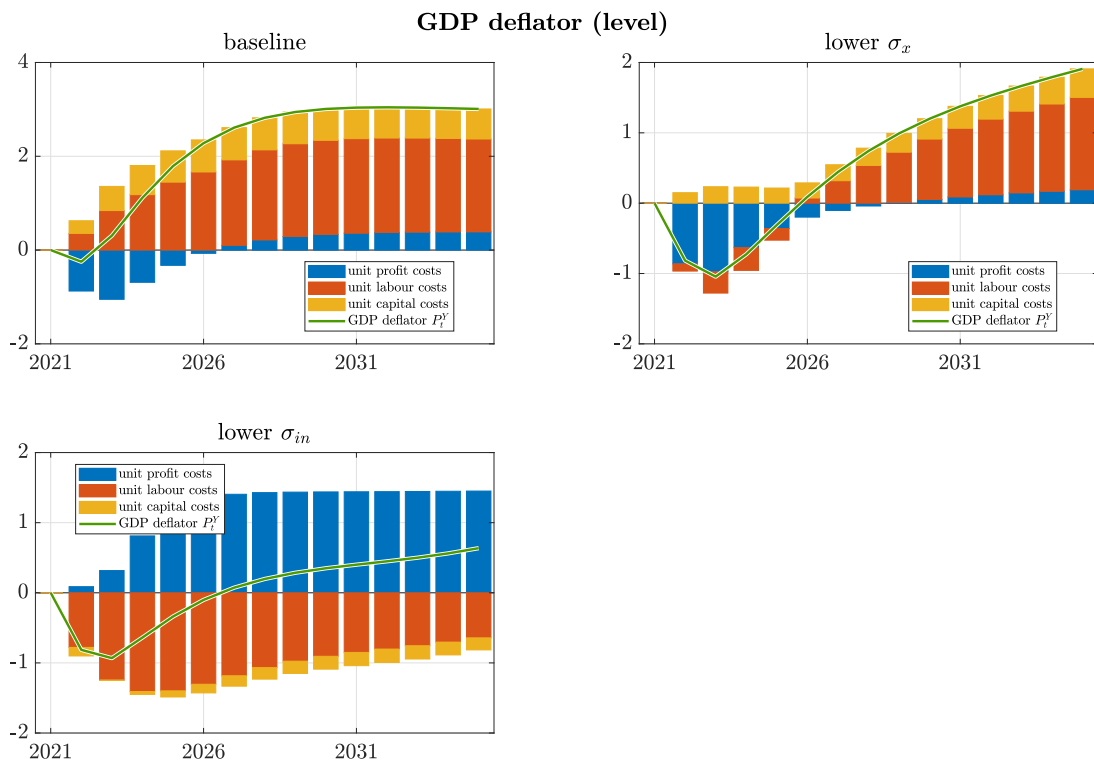 GDP deflator (level)
baseline
4
2
0
-2
2021
2026
2031
unit profit costs
unit labour costs
unit capital costs
GDP deflator $P_t^Y$
lower $\sigma_x$
2
1
0
-1
-2
2021
2026
2031
unit profit costs
unit labour costs
unit capital costs
GDP deflator $P_t^Y$
lower $\sigma_{in}$
2
1
0
-1
-2
2021
2026
2031
unit profit costs
unit labour costs
unit capital costs
GDP deflator $P_t^Y$